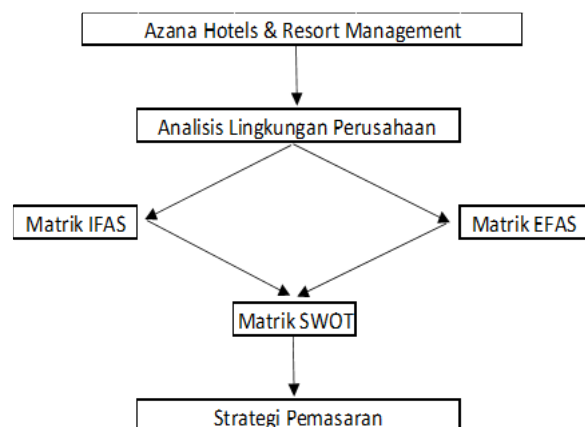 Azana Hotels & Resort Management
Analisis Lingkungan Perusahaan
Matrik IFAS
Matrik EFAS
Matrik SWOT
Strategi Pemasaran